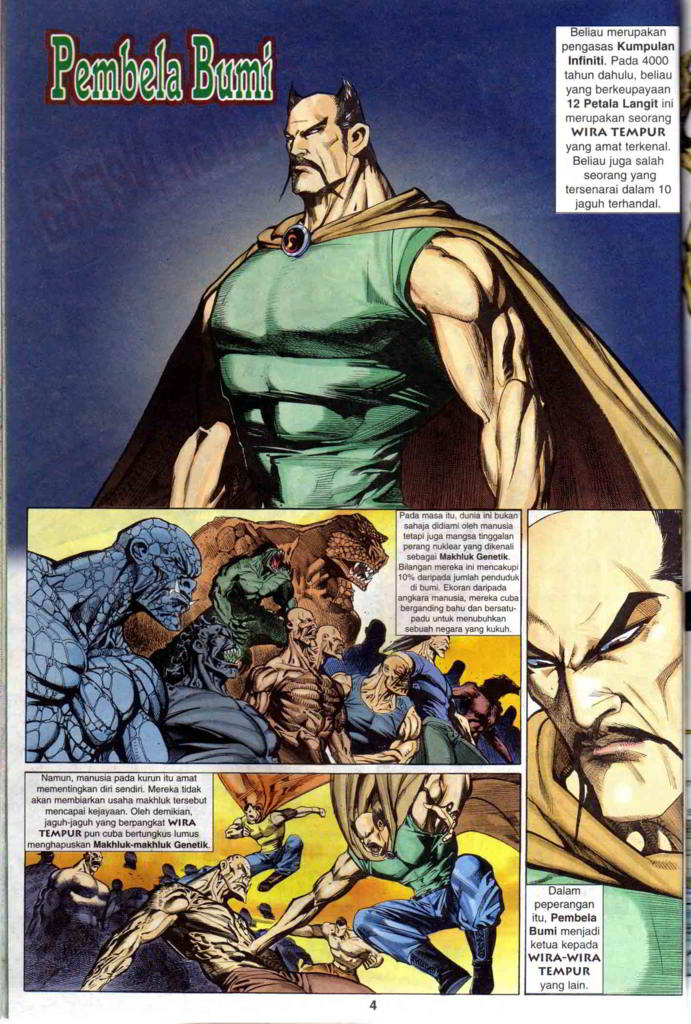 Pembela Bumi
Beliau merupakan
pengasas Kumpulan
Infiniti. Pada 4000
tahun dahulu, beliau
yang berkeupayaan
12 Petala Langit ini
merupakan seorang
WIRA TEMPUR
yang amat terkenal.
Beliau juga salah
seorang yang
tersenarai dalam 10
jaguh terhandal.
Pada masa itu, dunia ini bukan
sahaja didiami oleh manusia
tetapi juga mangsa tinggalan
perang nuklear yang dikenali
sebagai Makhluk Genetik.
Bilangan mereka ini mencakupi
10% daripada jumlah penduduk
di bumi. Ekoran daripada
angkara manusia, mereka cuba
berganding bahu dan bersatu-
padu untuk menubuhkan
sebuah negara yang kukuh.
Namun, manusia pada kurun itu amat
mementingkan diri sendiri. Mereka tidak
akan membiarkan usaha makhluk tersebut
mencapai kejayaan. Oleh demikian,
jaguh-jaguh yang berpangkat WIRA
TEMPUR pun cuba bertungkus lumus
menghapuskan Makhluk-makhluk Genetik.
Dalam
peperangan
itu, Pembela
Bumi menjadi
ketua kepada
WIRA-WIRA
TEMPUR
yang lain.
4